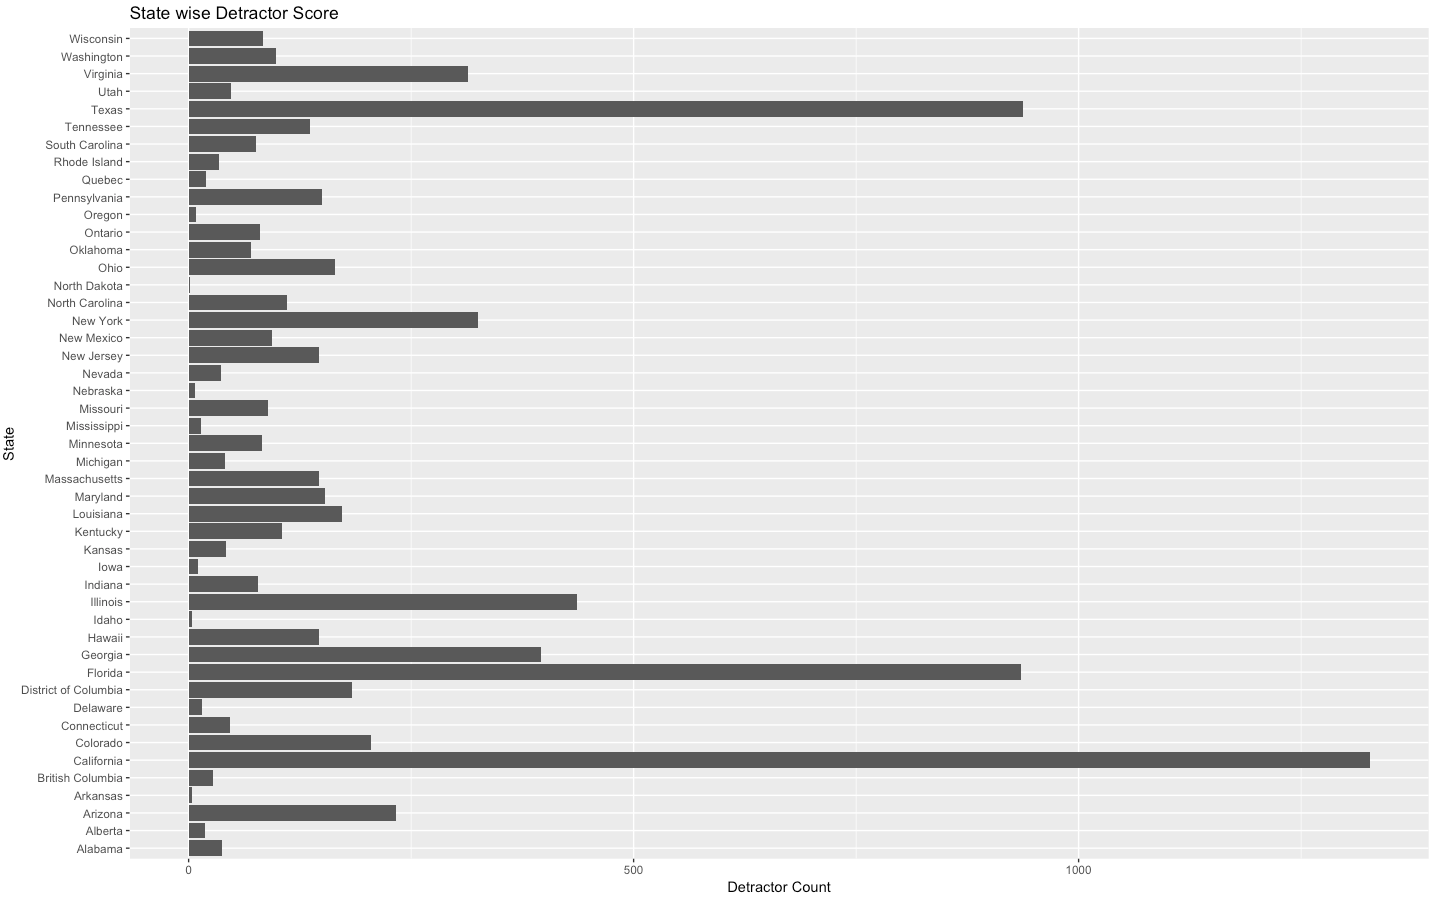 State wise Detractor Score
Wisconsin
Washington
Virginia
Utah
Texas
Tennessee
South Carolina
Rhode Island
Quebec
Pennsylvania
Oregon
Ontario
Oklahoma
Ohio
North Dakota
North Carolina
New York
New Mexico
New Jersey
Nevada
Nebraska
Missouri
Mississippi
Minnesota
Michigan
Massachusetts
Maryland
Louisiana
Kentucky
Kansas
Iowa
Indiana
Illinois
Idaho
Hawaii
Georgia
Florida
District of Columbia
Delaware
Connecticut
Colorado
California
British Columbia
Arkansas
Arizona
Alberta
Alabama
State
0 500 1000
Detractor Count